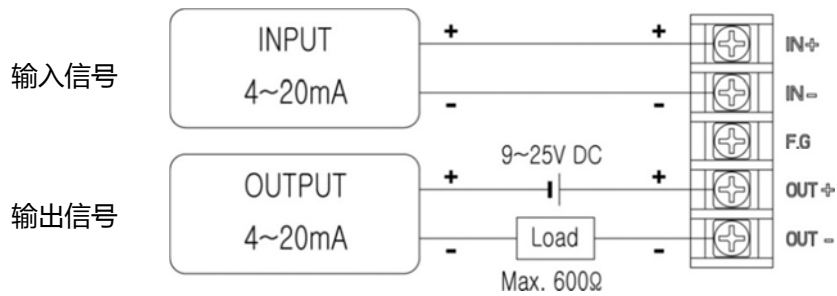 输入信号
INPUT
4~20mA
+ +
- -
IN+
IN-
F.G
输出信号
OUTPUT
4~20mA
9~25V DC
+ +
- -
Load
Max. 600Ω
OUT+
OUT-